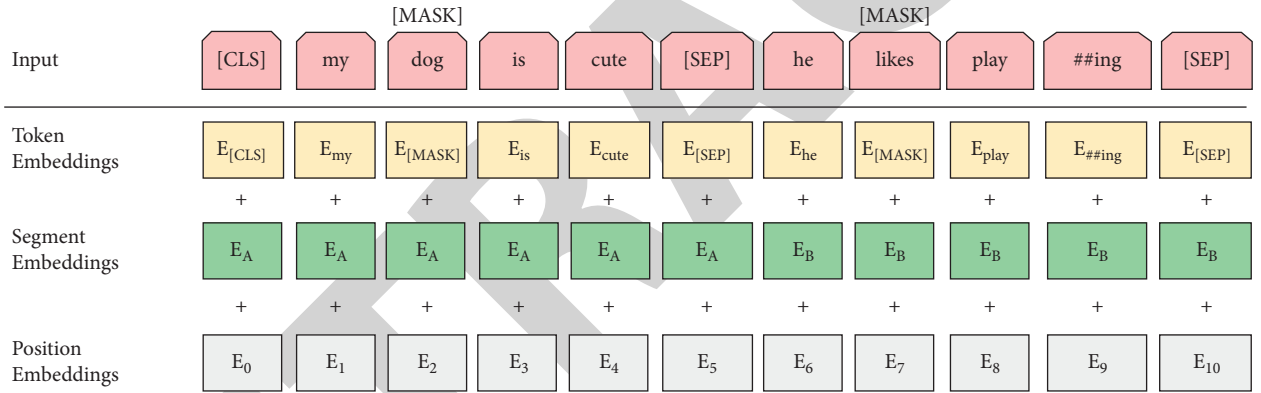 [MASK] [MASK]
Input [CLS] my dog is cute [SEP] he likes play ##ing [SEP]
Token
Embeddings
E[CLS] Emy E[MASK] Eis Ecute E[SEP] Ehe E[MASK] Eplay E##ing E[SEP]
+ + + + + + + + + + +
Segment
Embeddings
EA EA EA EA EA EA EB EB EB EB EB
+ + + + + + + + + + +
Position
Embeddings
E0 E1 E2 E3 E4 E5 E6 E7 E8 E9 E10